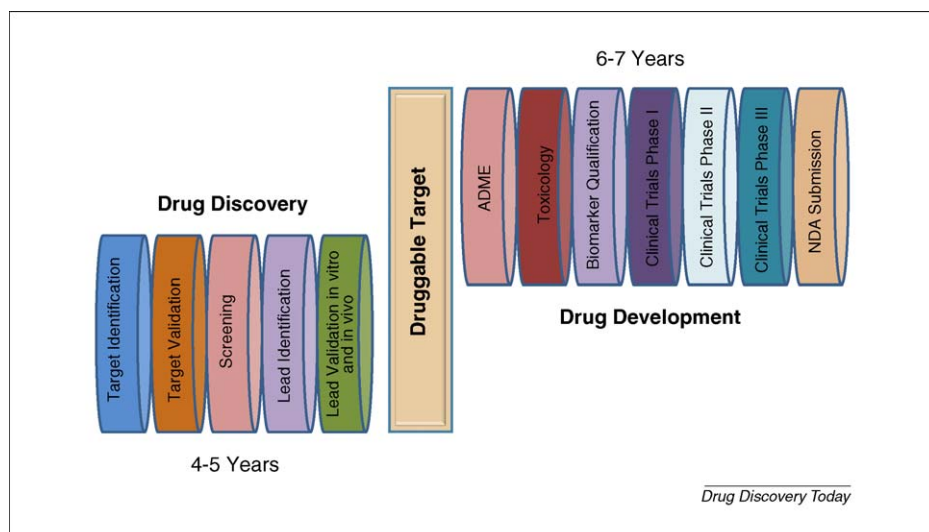 Drug Discovery
Target Identification
Target Validation
Screening
Lead Identification
Lead Validation in vitro
and in vivo
4-5 Years
Druggable Target
6-7 Years
ADME
Toxicology
Biomarker Qualification
Clinical Trials Phase I
Clinical Trials Phase II
Clinical Trials Phase III
NDA Submission
Drug Development
Drug Discovery Today